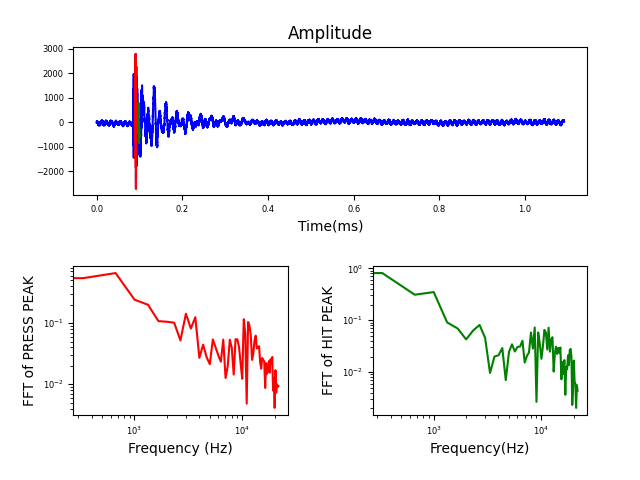 Amplitude
3000
2000
1000
0
−1000
−2000
0.0 0.2 0.4 0.6 0.8 1.0
Time(ms)
FFT of PRESS PEAK
10⁻¹
10⁻²
10³ 10⁴
Frequency (Hz)
FFT of HIT PEAK
10⁰
10⁻¹
10⁻²
10³ 10⁴
Frequency(Hz)